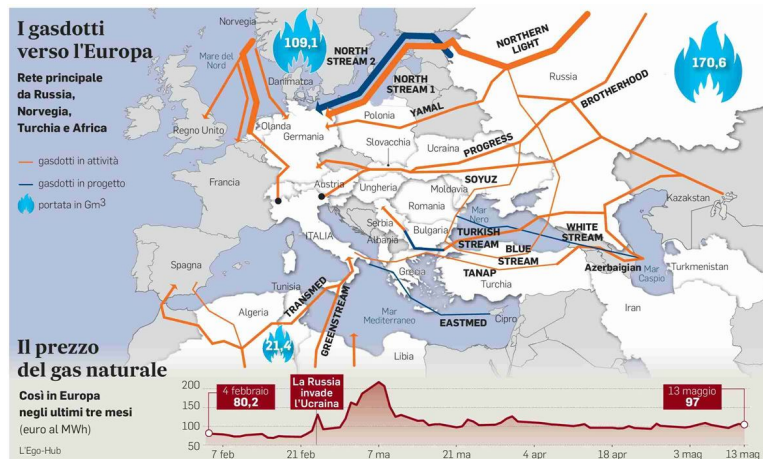 I gasdotti
verso l'Europa
Rete principale
da Russia,
Norvegia,
Turchia e Africa
gasdotti in attività
gasdotti in progetto
portata in Gm3
Norvegia
109,1
Mare del
Nord
Danimarca
NORTH
STREAM 2
NORTH
STREAM 1
NORTHERN
LIGHT
Russia
170,6
BROTHERHOOD
YAMAL
Regno Unito
Olanda
Germania
Polonia
Slovacchia
Ucraina
PROGRESS
SOYUZ
Francia
Austria
Ungheria
Moldavia
Romania
Kazakistan
Serbia
Mar
Nero
ITALIA
Albania
Bulgaria
TURKISH
STREAM
BLUE
STREAM
WHITE
STREAM
Azerbaigian
Mar
Caspio
Turkmenistan
Spagna
Grecia
TANAP
Turchia
Iran
Tunisia
Algeria
TRANSMED
GREENSTREAM
Mar
Mediterraneo
EASTMED
Cipro
21,4
Libia
Il prezzo
del gas naturale
Così in Europa
negli ultimi tre mesi
(euro al MWh)
L'Ego-Hub
200
150
100
50
4 febbraio
80,2
La Russia
invade
l'Ucraina
13 maggio
97
7 feb
21 feb
7 ma
21 ma
4 apr
18 apr
3 mag
13 mag